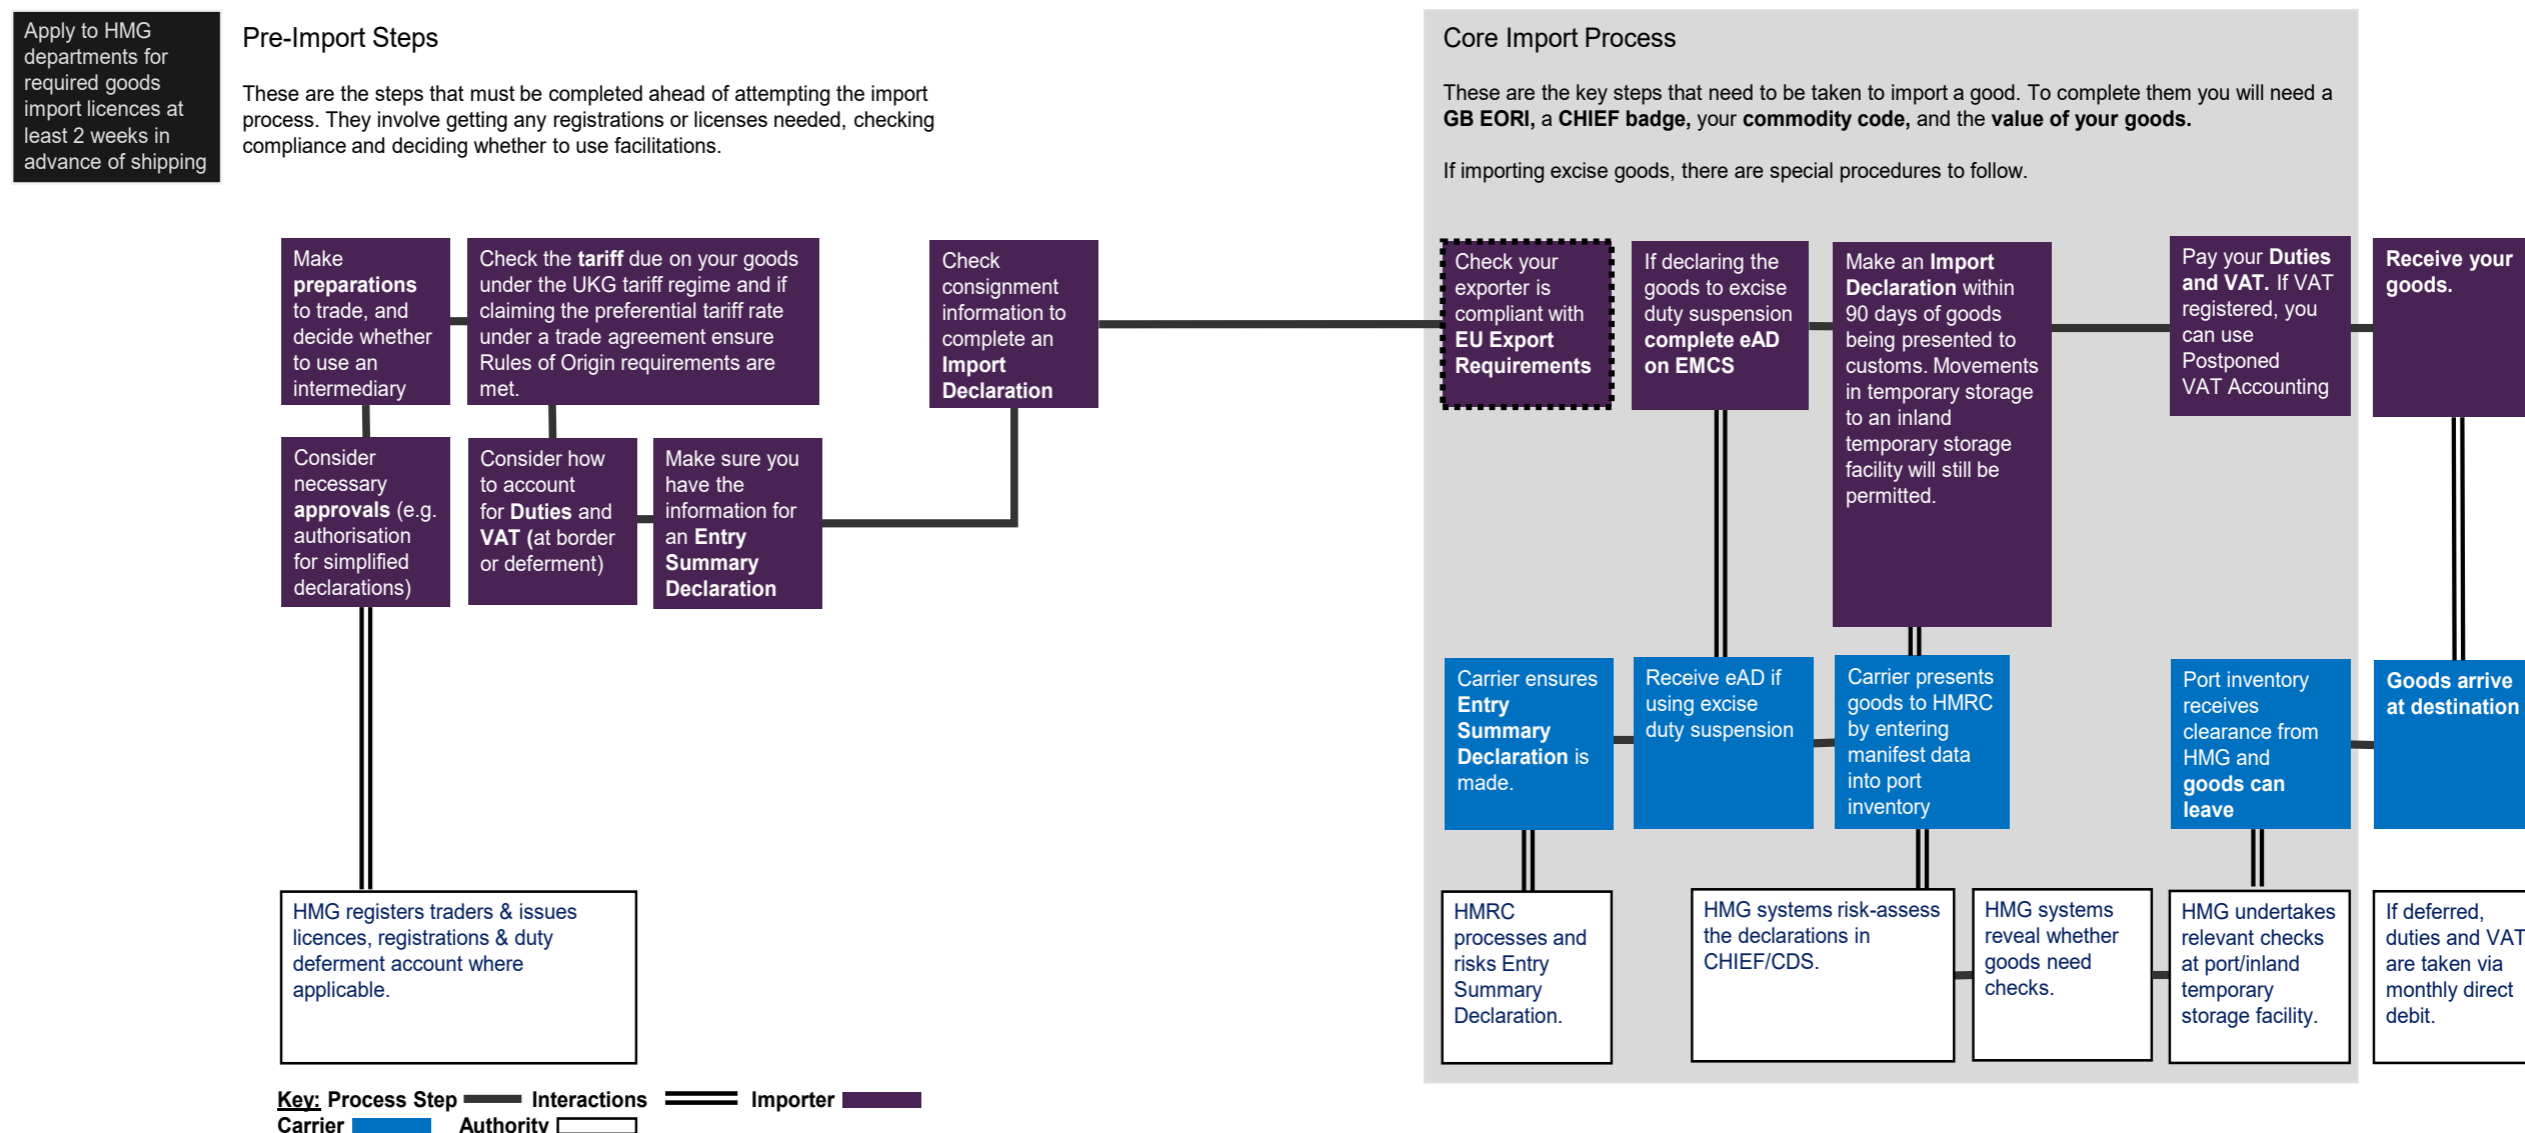 Apply to HMG
departments for
required goods
import licences at
least 2 weeks in
advance of shipping
Pre-Import Steps
These are the steps that must be completed ahead of attempting the import
process. They involve getting any registrations or licenses needed, checking
compliance and deciding whether to use facilitations.
Core Import Process
These are the key steps that need to be taken to import a good. To complete them you will need a
GB EORI, a CHIEF badge, your commodity code, and the value of your goods.
If importing excise goods, there are special procedures to follow.
Make
preparations
to trade, and
decide whether
to use an
intermediary
Check the tariff due on your goods
under the UKG tariff regime and if
claiming the preferential tariff rate
under a trade agreement ensure
Rules of Origin requirements are
met.
Check
consignment
information to
complete an
Import
Declaration
Check your
exporter is
compliant with
EU Export
Requirements
If declaring the
goods to excise
duty suspension
complete eAD
on EMCS
Make an Import
Declaration within
90 days of goods
being presented to
customs. Movements
in temporary storage
to an inland
temporary storage
facility will still be
permitted.
Pay your Duties
and VAT. If VAT
registered, you
can use
Postponed
VAT Accounting
Receive your
goods.
Consider
necessary
approvals (e.g.
authorisation
for simplified
declarations)
Consider how
to account
for Duties and
VAT (at border
or deferment)
Make sure you
have the
information for
an Entry
Summary
Declaration
Carrier ensures
Entry
Summary
Declaration is
made.
Receive eAD if
using excise
duty suspension
Carrier presents
goods to HMRC
by entering
manifest data
into port
inventory
Port inventory
receives
clearance from
HMG and
goods can
leave
Goods arrive
at destination
HMG registers traders & issues
licences, registrations & duty
deferment account where
applicable.
HMRC
processes and
risks Entry
Summary
Declaration.
HMG systems risk-assess
the declarations in
CHIEF/CDS.
HMG systems
reveal whether
goods need
checks.
HMG undertakes
relevant checks
at port/inland
temporary
storage facility.
If deferred,
duties and VAT
are taken via
monthly direct
debit.
Key: Process Step Interactions Importer
Carrier Authority